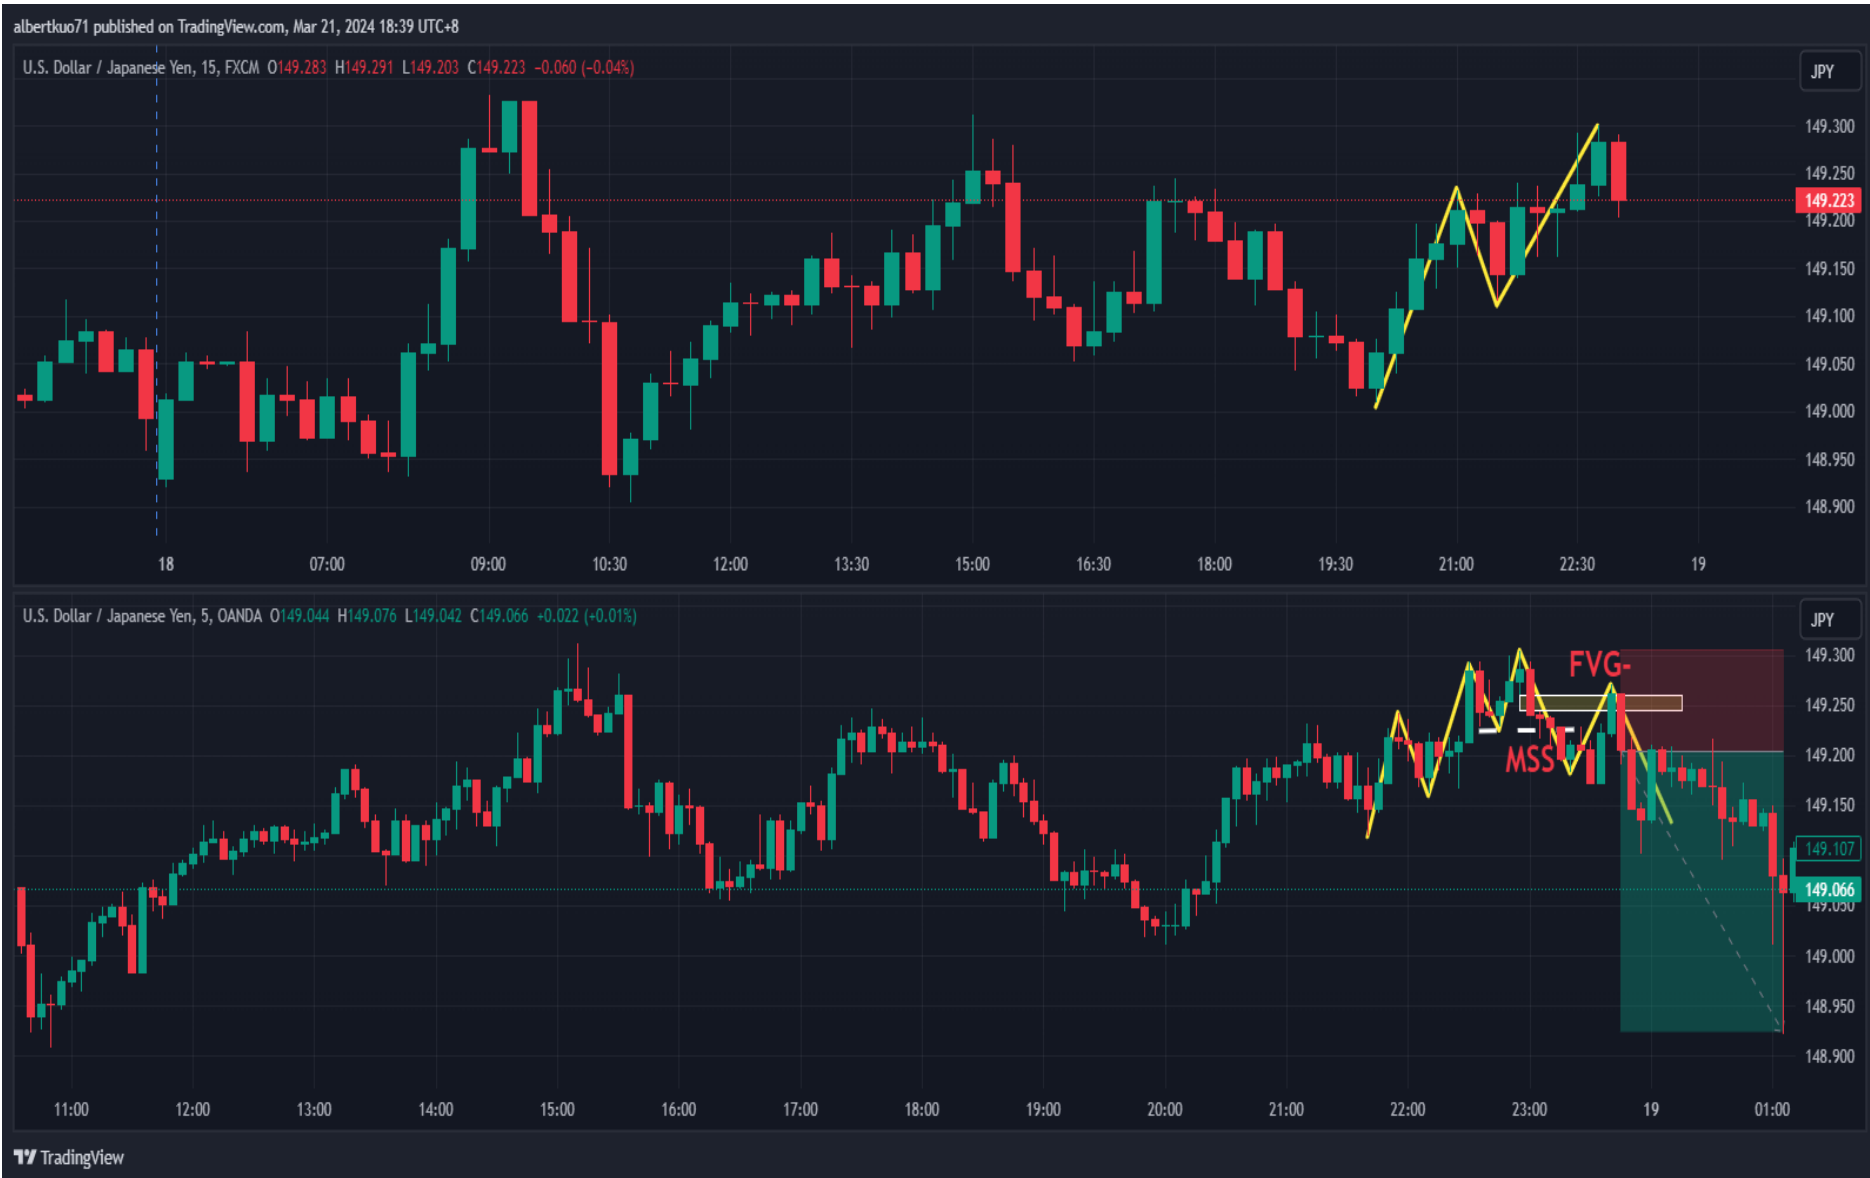 albertkuo71 published on TradingView.com, Mar 21, 2024 18:39 UTC+8
U.S. Dollar / Japanese Yen, 15, FXCM O149.283 H149.291 L149.203 C149.223 −0.060 (−0.04%)
JPY
149.300
149.250
149.223
149.200
149.150
149.100
149.050
149.000
148.950
148.900
18 07:00 09:00 10:30 12:00 13:30 15:00 16:30 18:00 19:30 21:00 22:30 19
U.S. Dollar / Japanese Yen, 5, OANDA O149.044 H149.076 L149.042 C149.066 +0.022 (+0.01%)
JPY
FVG-
MSS
149.300
149.250
149.200
149.150
149.107
149.066
149.050
149.000
148.950
148.900
11:00 12:00 13:00 14:00 15:00 16:00 17:00 18:00 19:00 20:00 21:00 22:00 23:00 19 01:00
TradingView